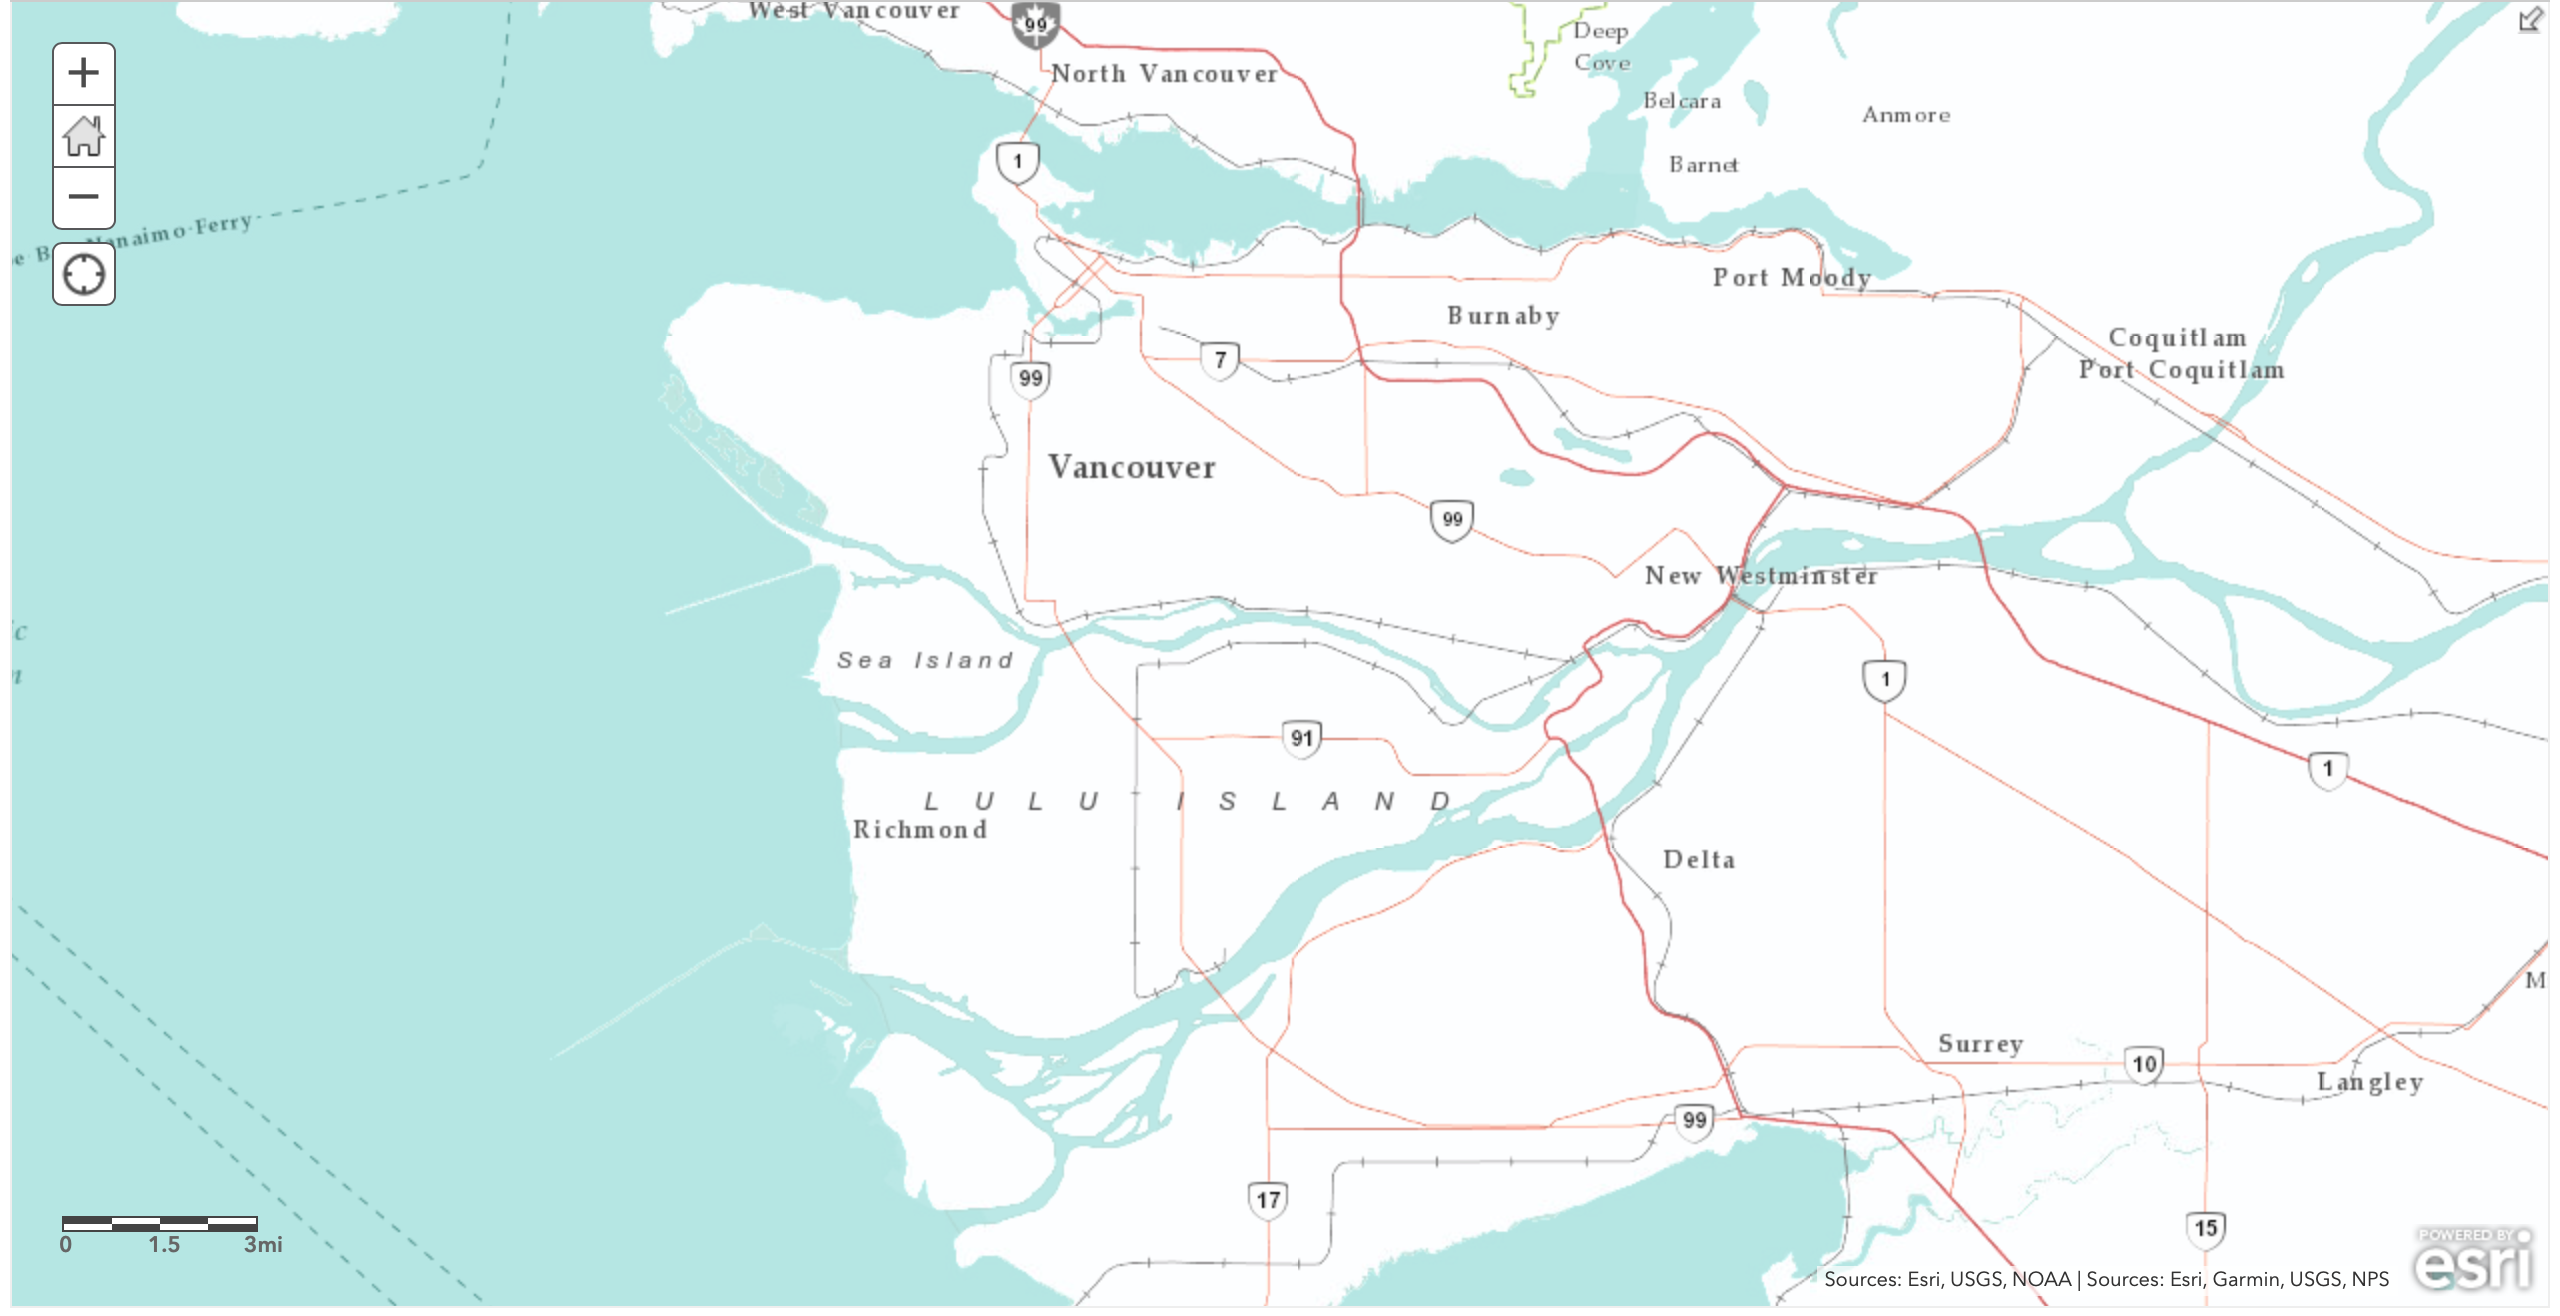 West Vancouver
99
Deep
Cove
North Vancouver
Belcara
Anmore
1
Barnet
Nanaimo Ferry
Port Moody
Burnaby
Coquitlam
7
Port Coquitlam
99
Vancouver
99
New Westminster
Sea Island
1
91
1
LULU ISLAND
Richmond
Delta
Surrey
10
Langley
99
17
15
0 1.5 3mi
POWERED BY
esri
Sources: Esri, USGS, NOAA | Sources: Esri, Garmin, USGS, NPS